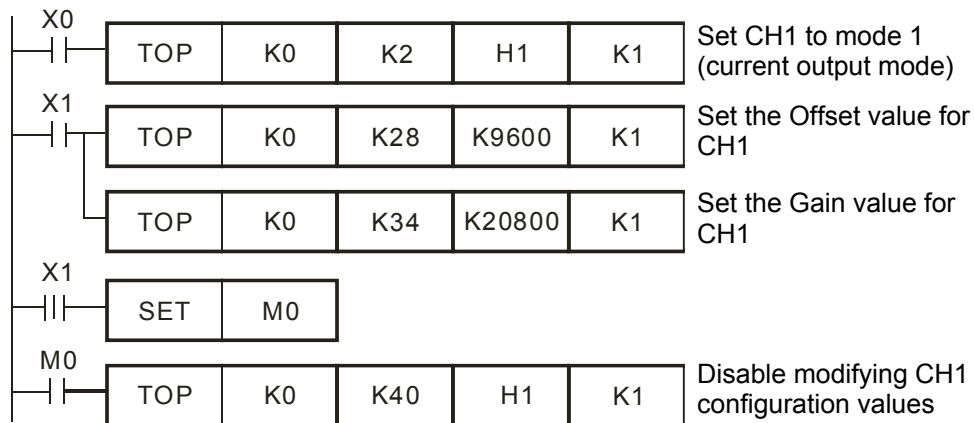 X0
TOP K0 K2 H1 K1
Set CH1 to mode 1
(current output mode)
X1
TOP K0 K28 K9600 K1
Set the Offset value for
CH1
TOP K0 K34 K20800 K1
Set the Gain value for
CH1
X1
SET M0
M0
TOP K0 K40 H1 K1
Disable modifying CH1
configuration values